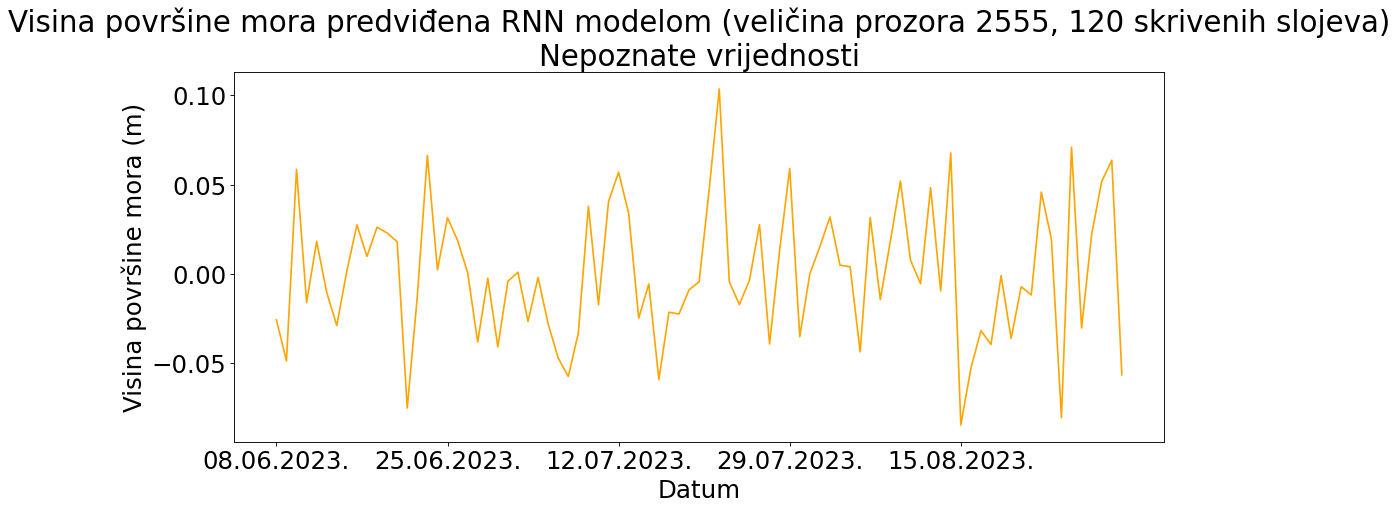 Visina površine mora predviđena RNN modelom (veličina prozora 2555, 120 skrivenih slojeva)
Nepoznate vrijednosti
Visina površine mora (m)
0.10
0.05
0.00
−0.05
08.06.2023. 25.06.2023. 12.07.2023. 29.07.2023. 15.08.2023.
Datum